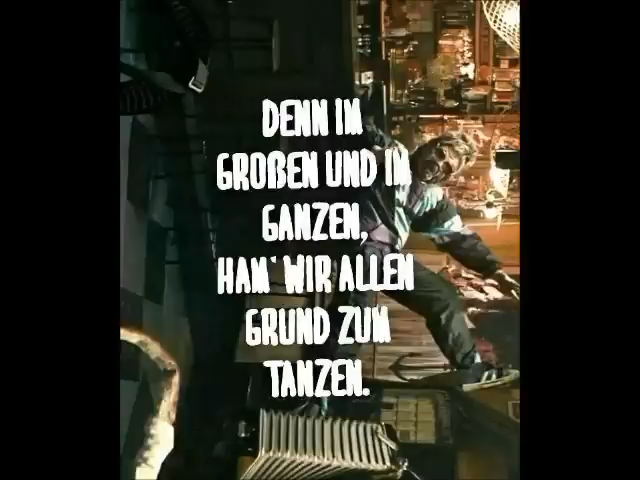 DENN IM
GROßEN UND IM
GANZEN,
HAM' WIR ALLEN
GRUND ZUM
TANZEN.